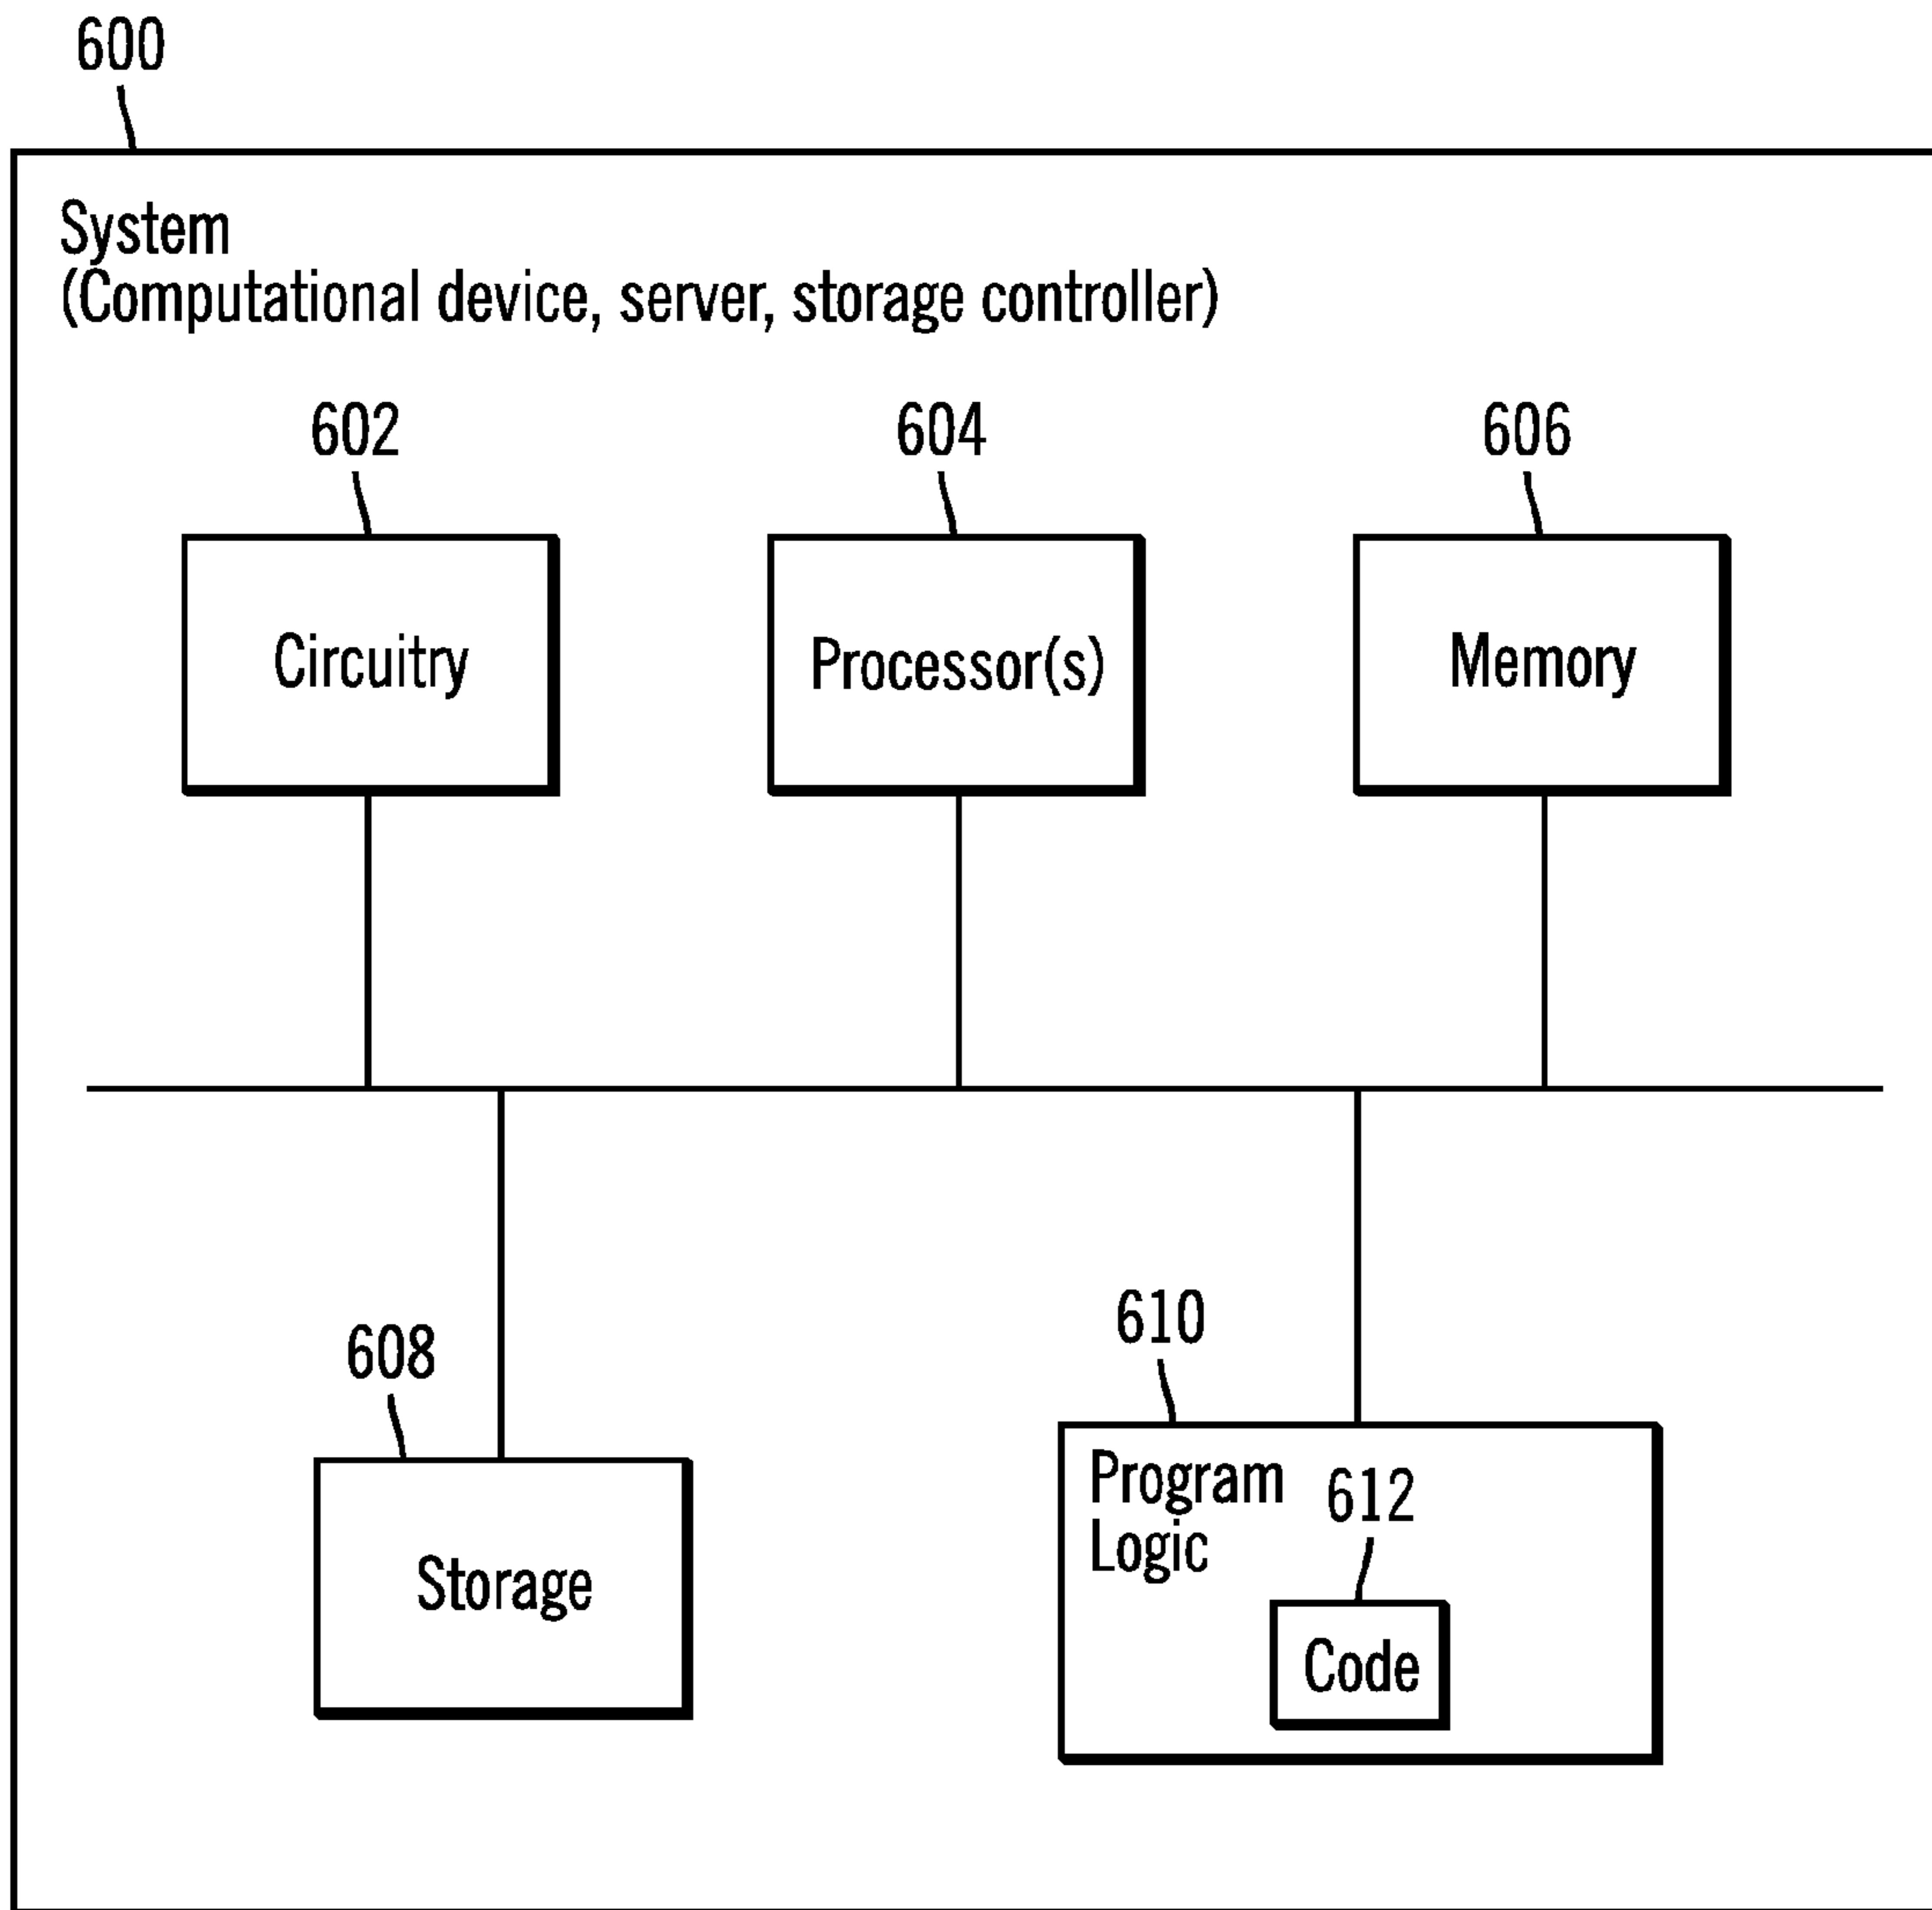 600
System
(Computational device, server, storage controller)
602
604
606
Circuitry
Processor(s)
Memory
608
610
Storage
Program
Logic
612
Code